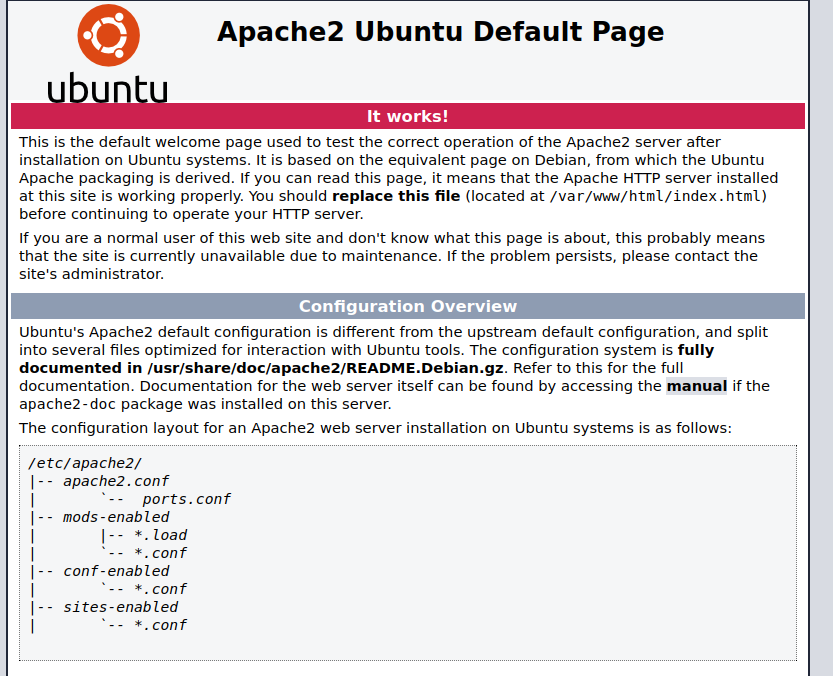 Apache2 Ubuntu Default Page
ubuntu
It works!
This is the default welcome page used to test the correct operation of the Apache2 server after
installation on Ubuntu systems. It is based on the equivalent page on Debian, from which the Ubuntu
Apache packaging is derived. If you can read this page, it means that the Apache HTTP server installed
at this site is working properly. You should replace this file (located at /var/www/html/index.html)
before continuing to operate your HTTP server.
If you are a normal user of this web site and don't know what this page is about, this probably means
that the site is currently unavailable due to maintenance. If the problem persists, please contact the
site's administrator.
Configuration Overview
Ubuntu's Apache2 default configuration is different from the upstream default configuration, and split
into several files optimized for interaction with Ubuntu tools. The configuration system is fully
documented in /usr/share/doc/apache2/README.Debian.gz. Refer to this for the full
documentation. Documentation for the web server itself can be found by accessing the manual if the
apache2-doc package was installed on this server.
The configuration layout for an Apache2 web server installation on Ubuntu systems is as follows:
/etc/apache2/
|-- apache2.conf
|       `--  ports.conf
|-- mods-enabled
|       |-- *.load
|       `-- *.conf
|-- conf-enabled
|       `-- *.conf
|-- sites-enabled
|       `-- *.conf